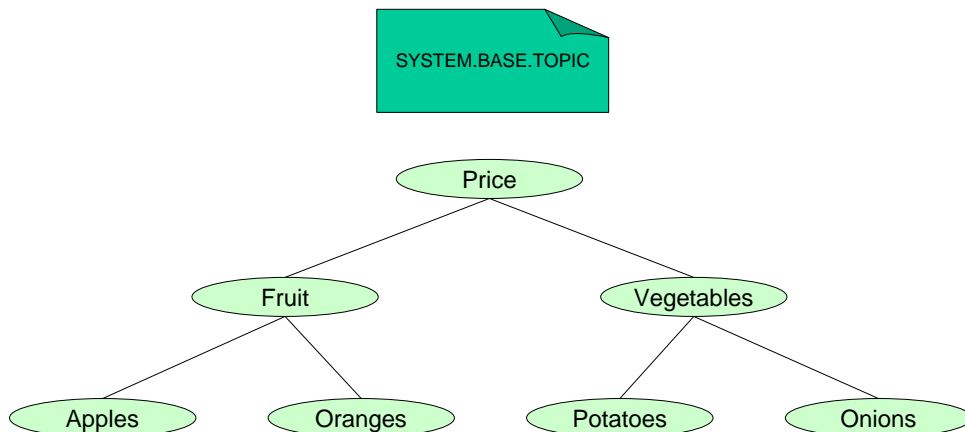 SYSTEM.BASE.TOPIC
Price
Fruit
Vegetables
Apples
Oranges
Potatoes
Onions